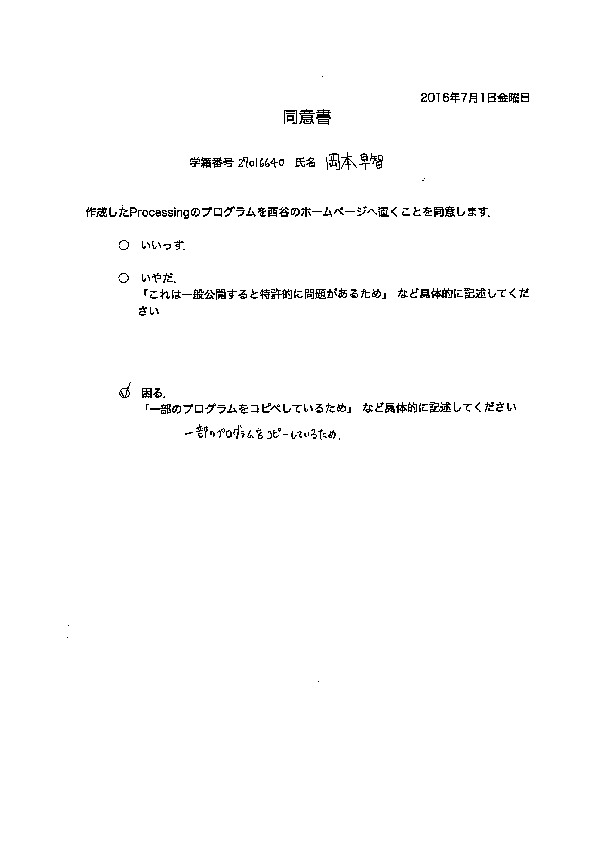 2016年7月1日金曜日
同意書
学籍番号 27016640 氏名 岡本早智
作成したProcessingのプログラムを西谷のホームページへ置くことを同意します.
○ いいっす.
○ いやだ.
「これは一般公開すると特許的に問題があるため」 など具体的に記述してくだ
さい
○ 困る.
「一部のプログラムをコピペしているため」 など具体的に記述してください
一部のプログラムをコピーしているため.